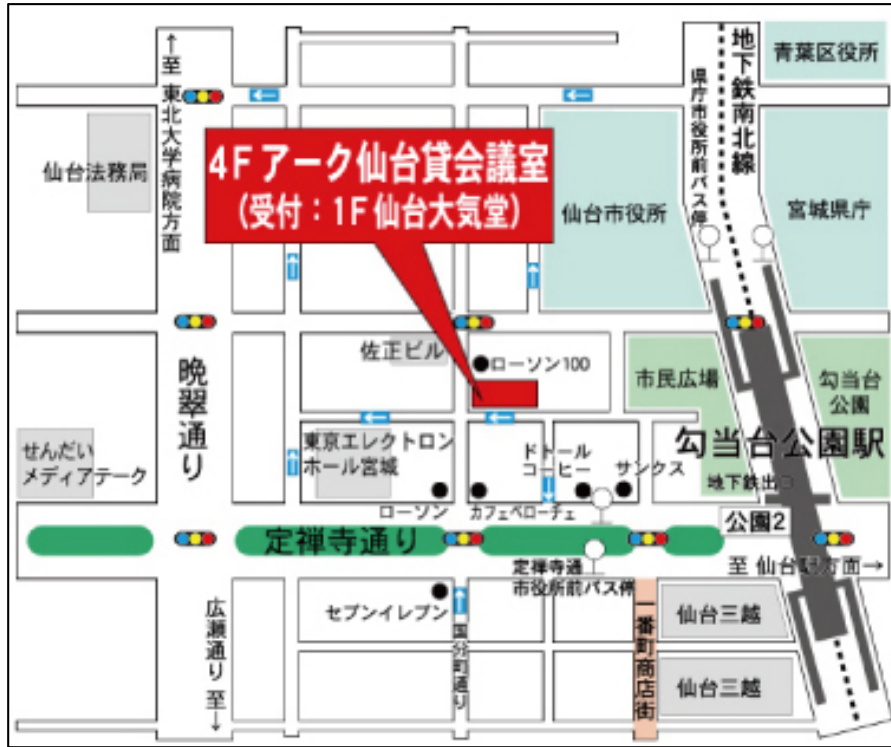 青葉区役所
↑至 東北大学病院方面
地下鉄南北線
県庁市役所前バス停
仙台法務局
4F アーク仙台貸会議室
(受付：1F 仙台大気堂)
仙台市役所
宮城県庁
佐正ビル
ローソン100
市民広場
勾当台
公園
晩翠通り
せんだい
メディアテーク
東京エレクトロン
ホール宮城
ドトール
コーヒー
サンクス
勾当台公園駅
地下鉄出口
ローソン
カフェベローチェ
公園2
定禅寺通り
至 仙台駅方面→
定禅寺通
市役所前バス停
セブンイレブン
広瀬通り 至↓
国分町通り
一番町商店街
仙台三越
仙台三越